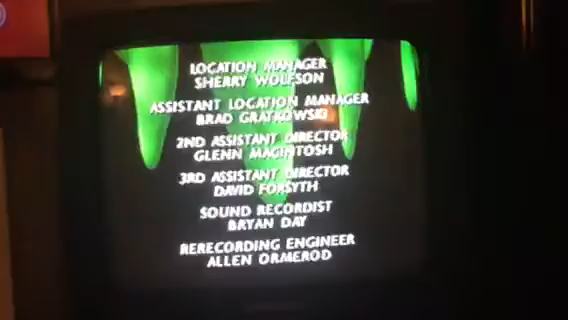 LOCATION MANAGER
SHERRY WOLFSON
ASSISTANT LOCATION MANAGER
BRAD GRATKOWSKI
2ND ASSISTANT DIRECTOR
GLENN MACINTOSH
3RD ASSISTANT DIRECTOR
DAVID FORSYTH
SOUND RECORDIST
BRYAN DAY
RERECORDING ENGINEER
ALLEN ORMEROD